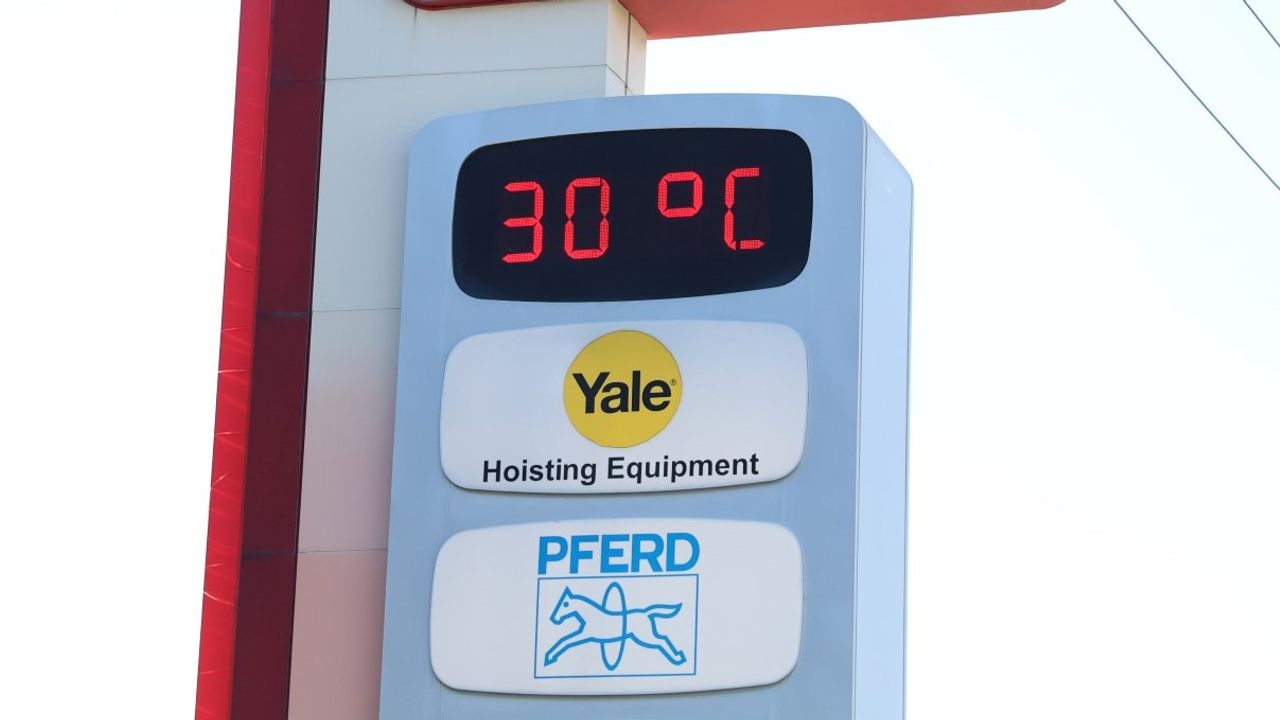 30 °C
Yale®
Hoisting Equipment
PFERD